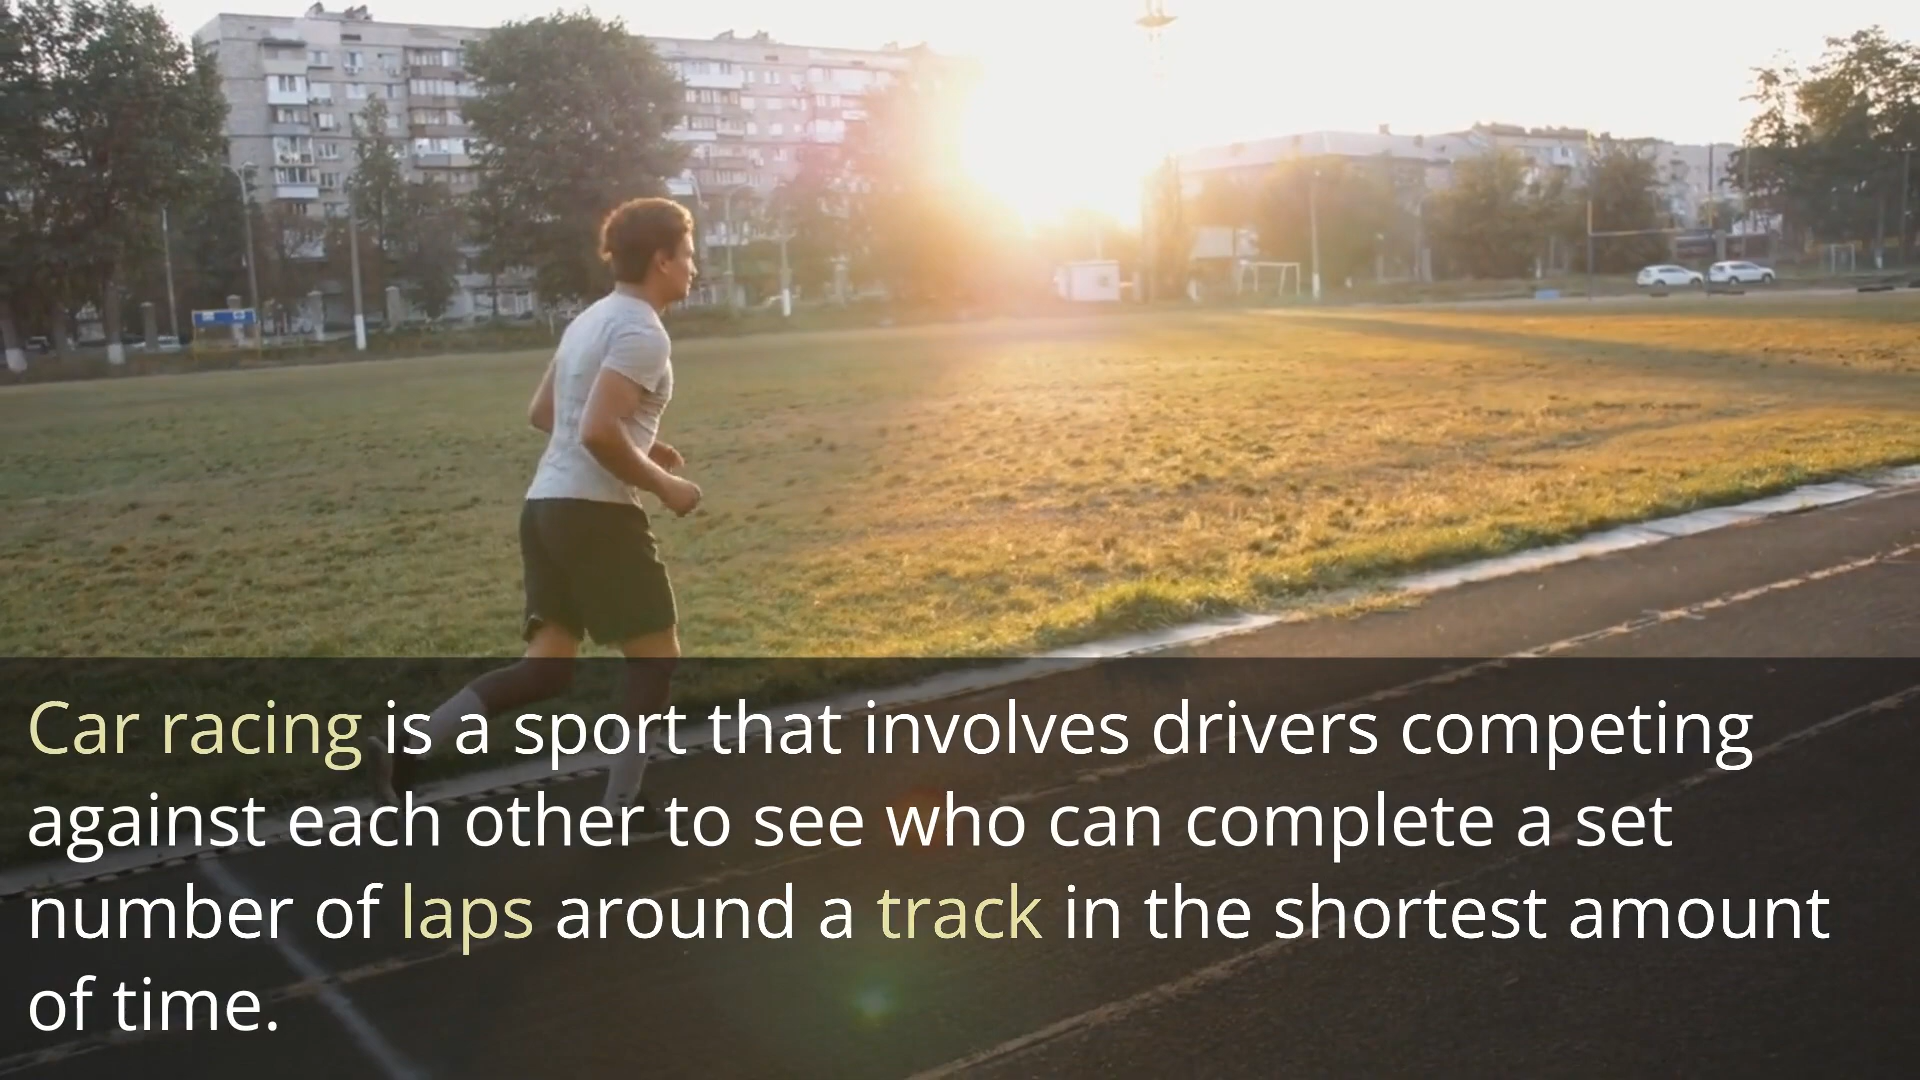 Car racing is a sport that involves drivers competing
against each other to see who can complete a set
number of laps around a track in the shortest amount
of time.